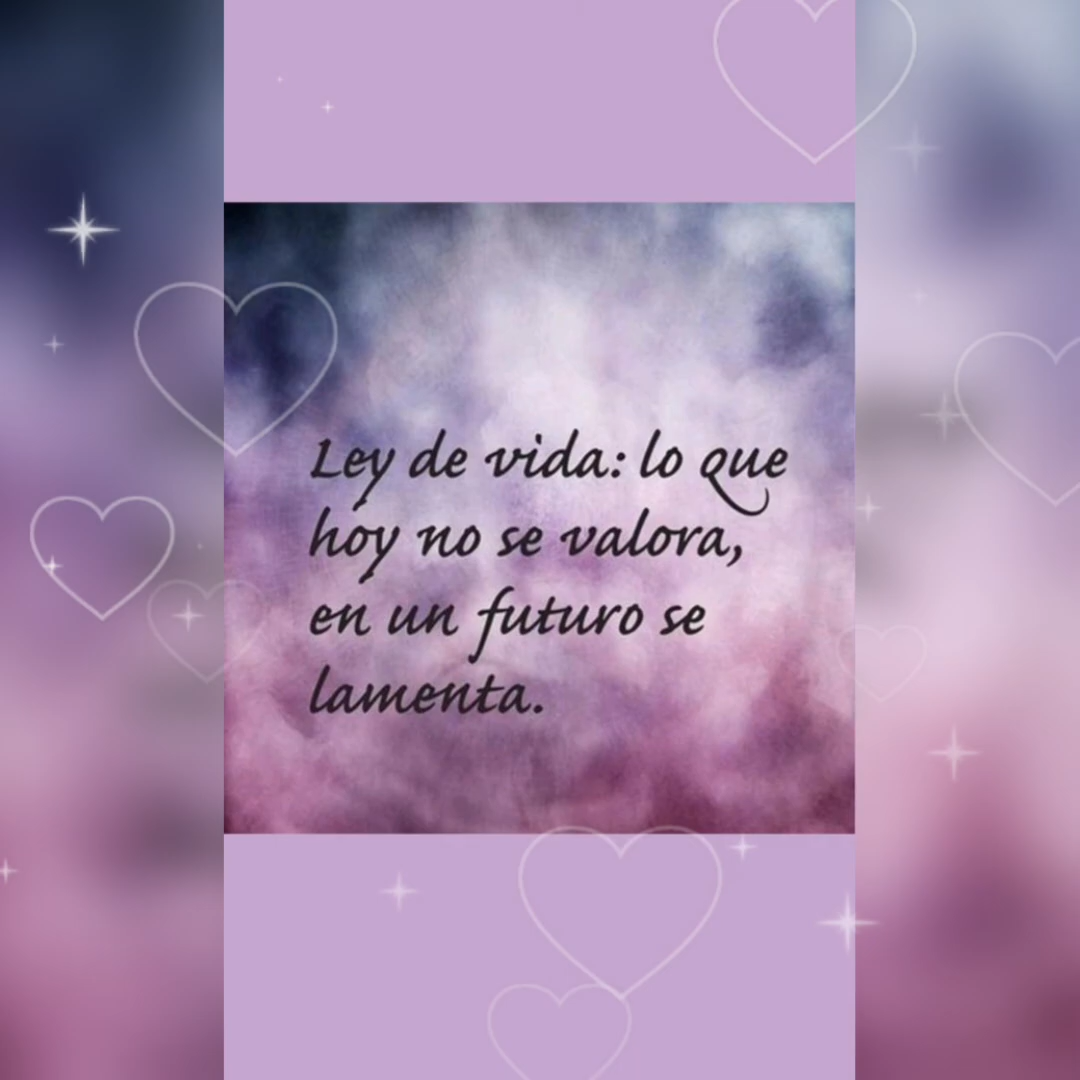 Ley de vida: lo que
hoy no se valora,
en un futuro se
lamenta.